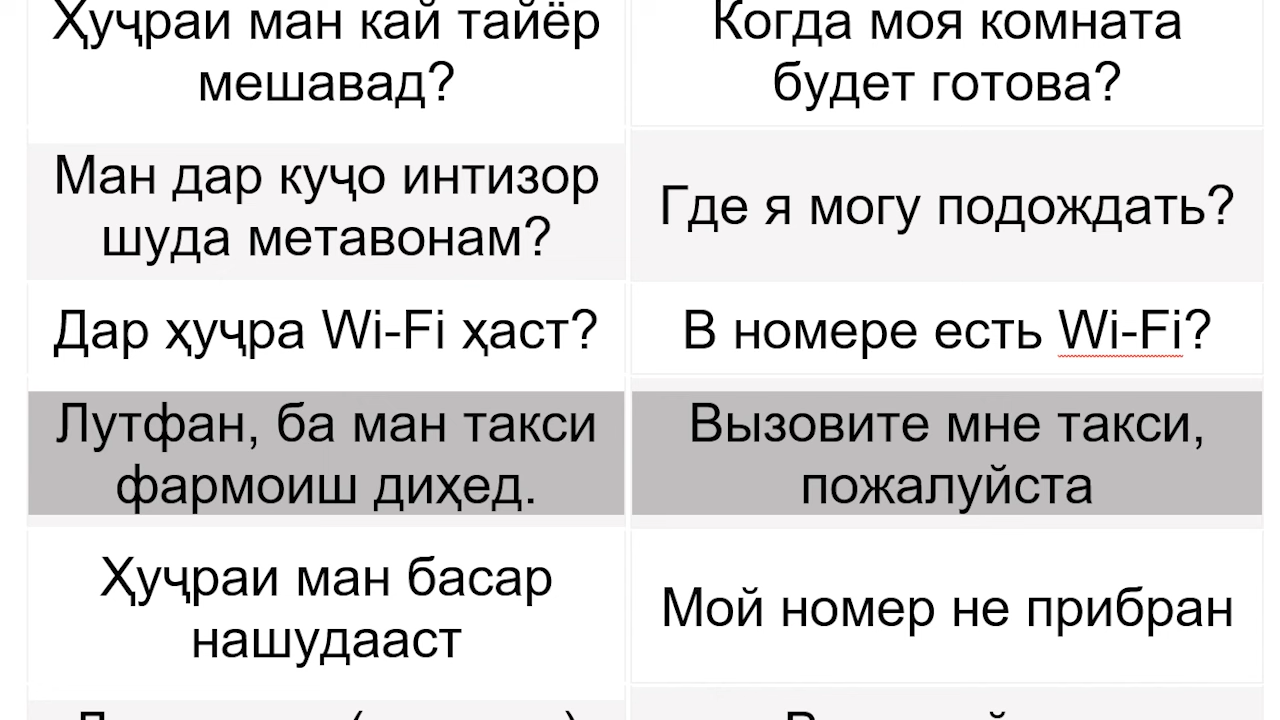 Ҳуҷраи ман кай тайёр
мешавад?
Когда моя комната
будет готова?
Ман дар куҷо интизор
шуда метавонам?
Где я могу подождать?
Дар ҳуҷра Wi-Fi ҳаст?
В номере есть Wi-Fi?
Лутфан, ба ман такси
фармоиш диҳед.
Вызовите мне такси,
пожалуйста
Ҳуҷраи ман басар
нашудааст
Мой номер не прибран